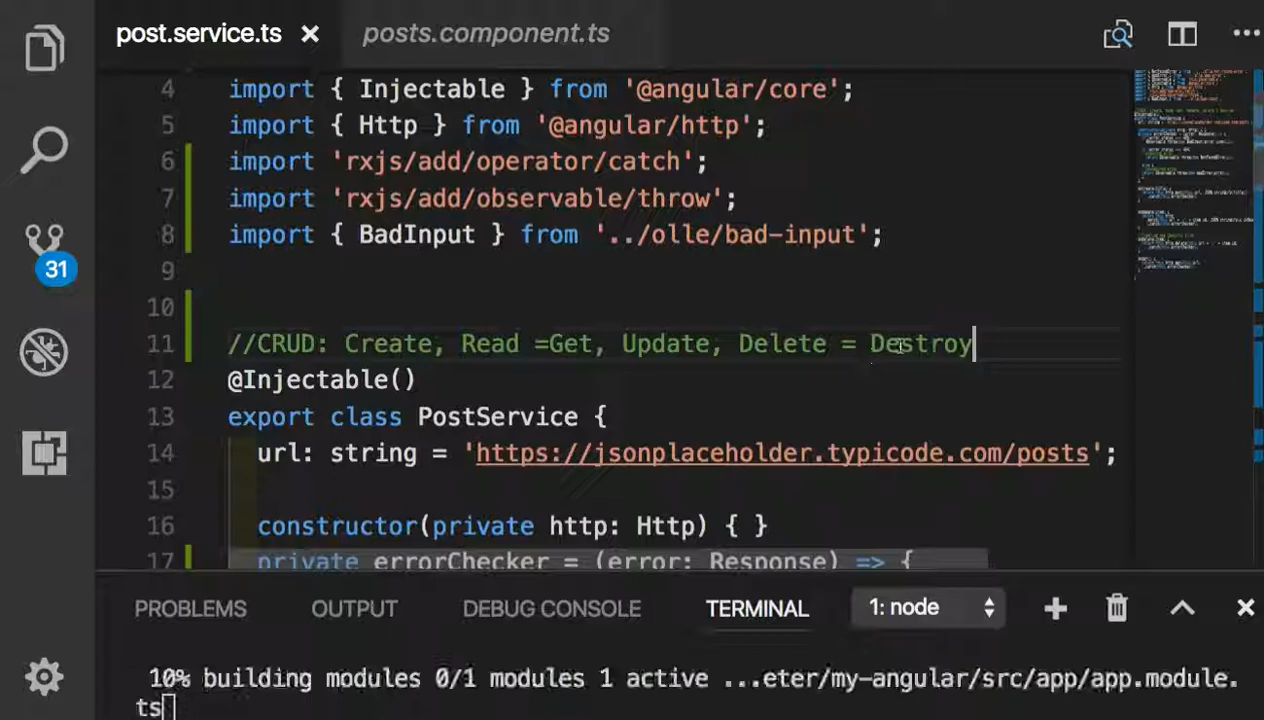 post.service.ts posts.component.ts
4 import { Injectable } from '@angular/core';
5 import { Http } from '@angular/http';
6 import 'rxjs/add/operator/catch';
7 import 'rxjs/add/observable/throw';
8 import { BadInput } from '../olle/bad-input';
9
10
11 //CRUD: Create, Read =Get, Update, Delete = Destroy
12 @Injectable()
13 export class PostService {
14 url: string = 'https://jsonplaceholder.typicode.com/posts';
15
16 constructor(private http: Http) { }
17 private errorChecker = (error: Response) => {
31
PROBLEMS OUTPUT DEBUG CONSOLE TERMINAL 1: node
10% building modules 0/1 modules 1 active ...eter/my-angular/src/app/app.module.
ts